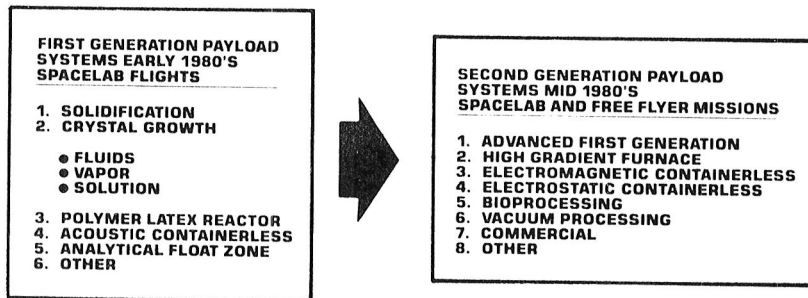 FIRST GENERATION PAYLOAD
SYSTEMS EARLY 1980'S
SPACELAB FLIGHTS
1. SOLIDIFICATION
2. CRYSTAL GROWTH
● FLUIDS
● VAPOR
● SOLUTION
3. POLYMER LATEX REACTOR
4. ACOUSTIC CONTAINERLESS
5. ANALYTICAL FLOAT ZONE
6. OTHER
SECOND GENERATION PAYLOAD
SYSTEMS MID 1980'S
SPACELAB AND FREE FLYER MISSIONS
1. ADVANCED FIRST GENERATION
2. HIGH GRADIENT FURNACE
3. ELECTROMAGNETIC CONTAINERLESS
4. ELECTROSTATIC CONTAINERLESS
5. BIOPROCESSING
6. VACUUM PROCESSING
7. COMMERCIAL
8. OTHER